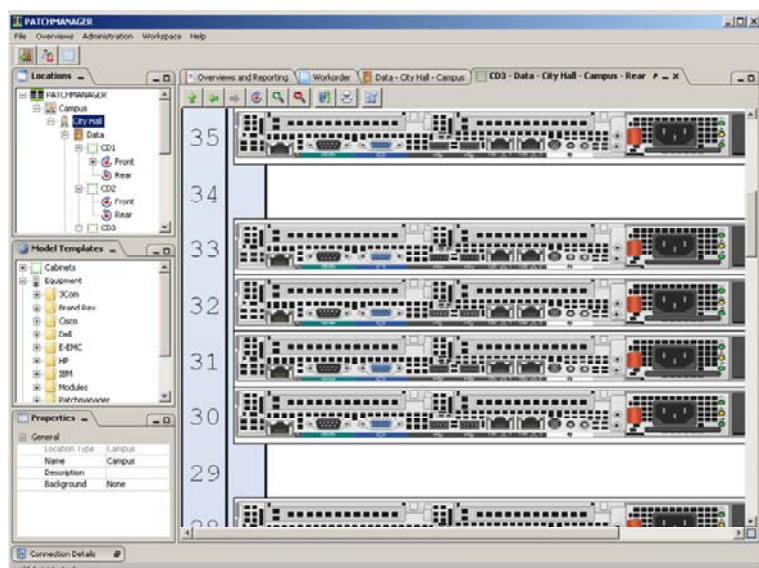 PATCHMANAGER
File Overviews Administration Workspace Help
Locations
PATCHMANAGER
Campus
City Hall
Data
CD1
Front
Rear
CD2
Front
Rear
CD3
Model Templates
Cabinets
Equipment
3Com
Brand Rex
Cisco
Dell
E-EMC
HP
IBM
Modules
Patchmanager
Properties
General
Location Type Campus
Name Campus
Description
Background None
Overviews and Reporting
Workorder
Data - City Hall - Campus
CD3 - Data - City Hall - Campus - Rear
35
34
33
32
31
30
29
28
Connection Details